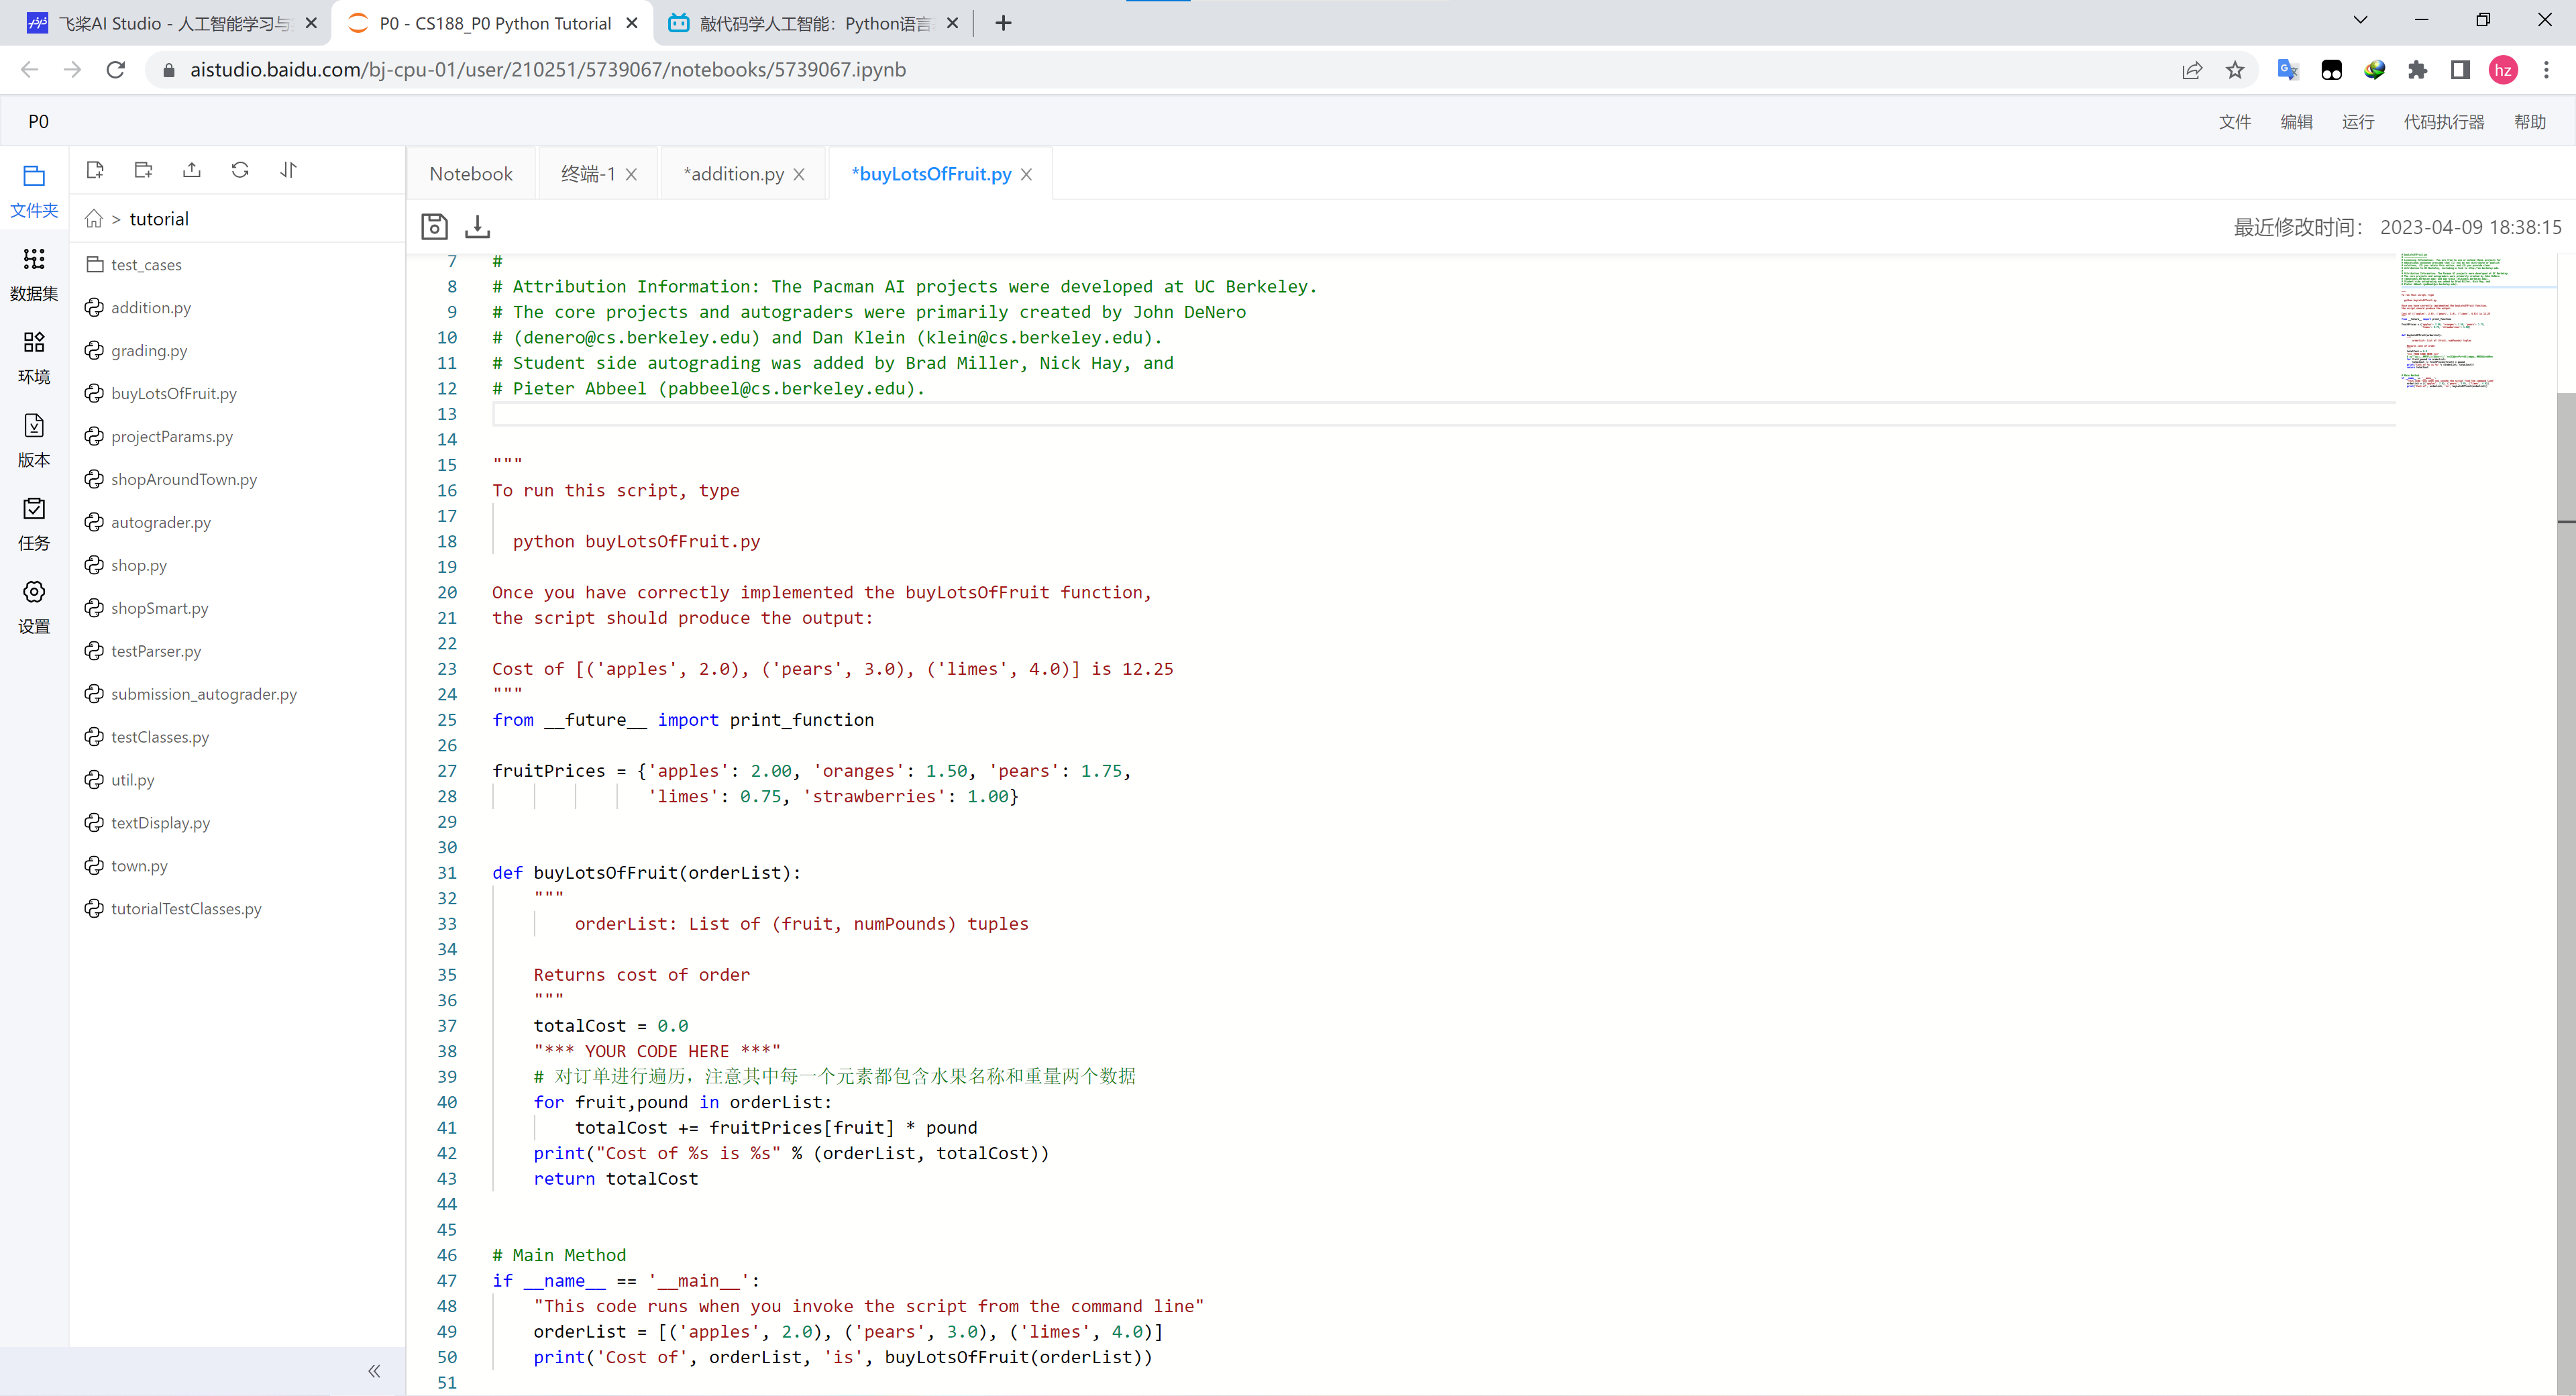 飞桨AI Studio - 人工智能学习与
P0 - CS188_P0 Python Tutorial
敲代码学人工智能：Python语言
aistudio.baidu.com/bj-cpu-01/user/210251/5739067/notebooks/5739067.ipynb
hz
P0
文件 编辑 运行 代码执行器 帮助
文件夹
数据集
环境
版本
任务
设置
> tutorial
test_cases
addition.py
grading.py
buyLotsOfFruit.py
projectParams.py
shopAroundTown.py
autograder.py
shop.py
shopSmart.py
testParser.py
submission_autograder.py
testClasses.py
util.py
textDisplay.py
town.py
tutorialTestClasses.py
Notebook 终端-1 *addition.py *buyLotsOfFruit.py
最近修改时间： 2023-04-09 18:38:15
7 #
8 # Attribution Information: The Pacman AI projects were developed at UC Berkeley.
9 # The core projects and autograders were primarily created by John DeNero
10 # (denero@cs.berkeley.edu) and Dan Klein (klein@cs.berkeley.edu).
11 # Student side autograding was added by Brad Miller, Nick Hay, and
12 # Pieter Abbeel (pabbeel@cs.berkeley.edu).
13
14
15 """
16 To run this script, type
17
18 python buyLotsOfFruit.py
19
20 Once you have correctly implemented the buyLotsOfFruit function,
21 the script should produce the output:
22
23 Cost of [('apples', 2.0), ('pears', 3.0), ('limes', 4.0)] is 12.25
24 """
25 from __future__ import print_function
26
27 fruitPrices = {'apples': 2.00, 'oranges': 1.50, 'pears': 1.75,
28 'limes': 0.75, 'strawberries': 1.00}
29
30
31 def buyLotsOfFruit(orderList):
32 """
33 orderList: List of (fruit, numPounds) tuples
34
35 Returns cost of order
36 """
37 totalCost = 0.0
38 "*** YOUR CODE HERE ***"
39 # 对订单进行遍历，注意其中每一个元素都包含水果名称和重量两个数据
40 for fruit,pound in orderList:
41 totalCost += fruitPrices[fruit] * pound
42 print("Cost of %s is %s" % (orderList, totalCost))
43 return totalCost
44
45
46 # Main Method
47 if __name__ == '__main__':
48 "This code runs when you invoke the script from the command line"
49 orderList = [('apples', 2.0), ('pears', 3.0), ('limes', 4.0)]
50 print('Cost of', orderList, 'is', buyLotsOfFruit(orderList))
51